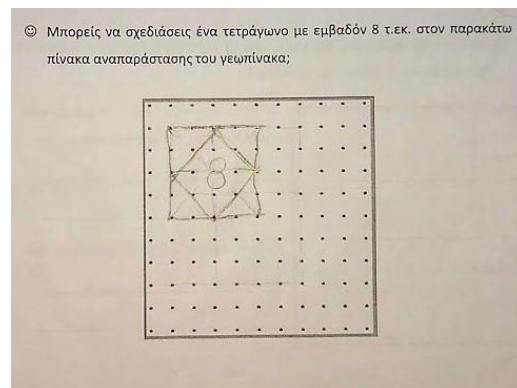 ☺ Μπορείς να σχεδιάσεις ένα τετράγωνο με εμβαδόν 8 τ.εκ. στον παρακάτω
πίνακα αναπαράστασης του γεωπίνακα;
8